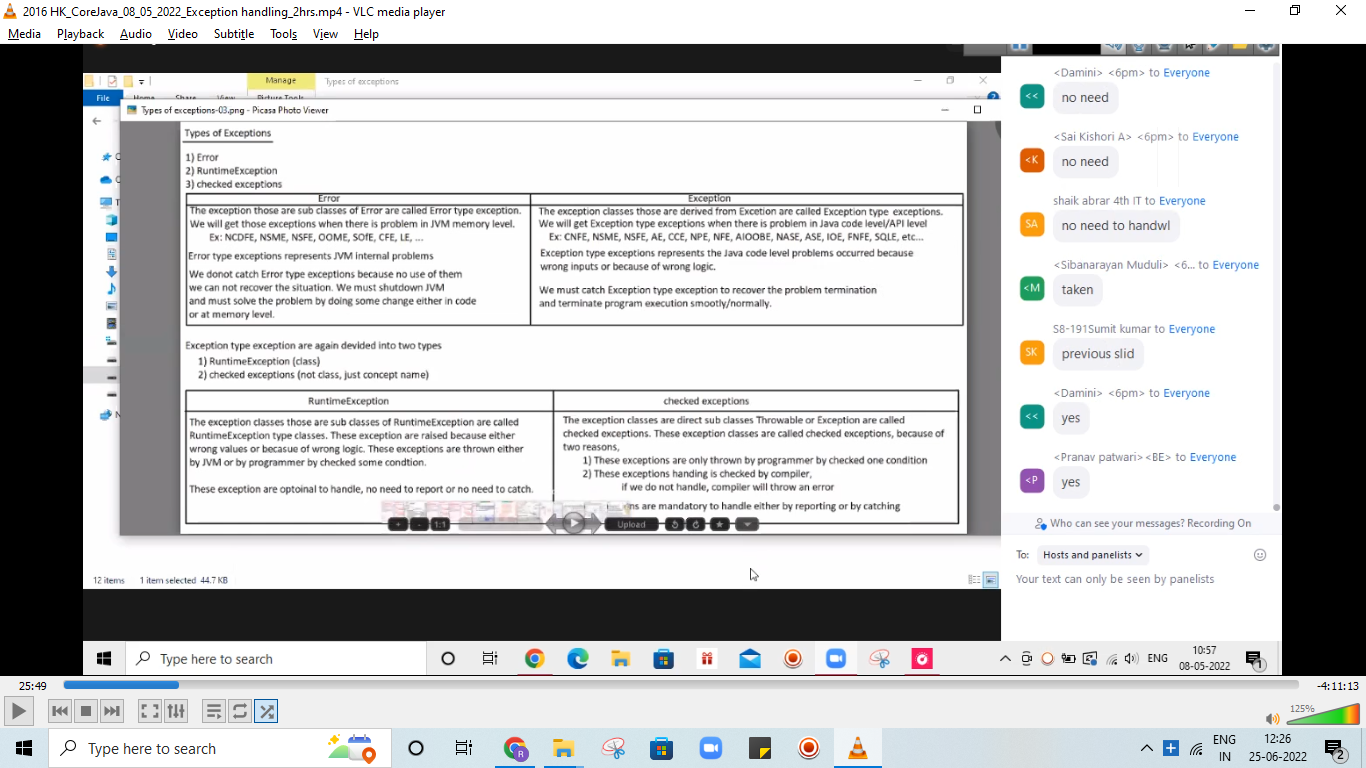 2016 HK_CoreJava_08_05_2022_Exception handling_2hrs.mp4 - VLC media player
Media Playback Audio Video Subtitle Tools View Help
Manage Types of exceptions
File Home Share View Picture Tools
Types of exceptions-03.png - Picasa Photo Viewer
Types of Exceptions
1) Error
2) RuntimeException
3) checked exceptions
Error
The exception those are sub classes of Error are called Error type exception.
We will get those exceptions when there is problem in JVM memory level.
Ex: NCDFE, NSME, NSFE, OOME, SOfE, CFE, LE, ...
Error type exceptions represents JVM internal problems
We donot catch Error type exceptions because no use of them
we can not recover the situation. We must shutdown JVM
and must solve the problem by doing some change either in code
or at memory level.
Exception
The exception classes those are derived from Excetion are called Exception type exceptions.
We will get Exception type exceptions when there is problem in Java code level/API level
Ex: CNFE, NSME, NSFE, AE, CCE, NPE, NFE, AIOOBE, NASE, ASE, IOE, FNFE, SQLE, etc...
Exception type exceptions represents the Java code level problems occurred because
wrong inputs or because of wrong logic.
We must catch Exception type exception to recover the problem termination
and terminate program execution smootly/normally.
Exception type exception are again devided into two types
1) RuntimeException (class)
2) checked exceptions (not class, just concept name)
RuntimeException
The exception classes those are sub classes of RuntimeException are called
RuntimeException type classes. These exception are raised because either
wrong values or becasue of wrong logic. These exceptions are thrown either
by JVM or by programmer by checked some condtion.
These exception are optoinal to handle, no need to report or no need to catch.
checked exceptions
The exception classes are direct sub classes Throwable or Exception are called
checked exceptions. These exception classes are called checked exceptions, because of
two reasons,
1) These exceptions are only thrown by programmer by checked one condition
2) These exceptions handing is checked by compiler,
if we do not handle, compiler will throw an error
ns are mandatory to handle either by reporting or by catching
1:1 Upload
12 items 1 item selected 44.7 KB
<Damini> <6pm> to Everyone
<< no need
<Sai Kishori A> <6pm> to Everyone
<K no need
shaik abrar 4th IT to Everyone
SA no need to handwl
<Sibanarayan Muduli> <6... to Everyone
<M taken
S8-191Sumit kumar to Everyone
SK previous slid
<Damini> <6pm> to Everyone
<< yes
<Pranav patwari><BE> to Everyone
<P yes
Who can see your messages? Recording On
To: Hosts and panelists
Your text can only be seen by panelists
Type here to search
ENG
10:57
08-05-2022
1
25:49 -4:11:13
125%
Type here to search
R
ENG
IN
12:26
25-06-2022
2